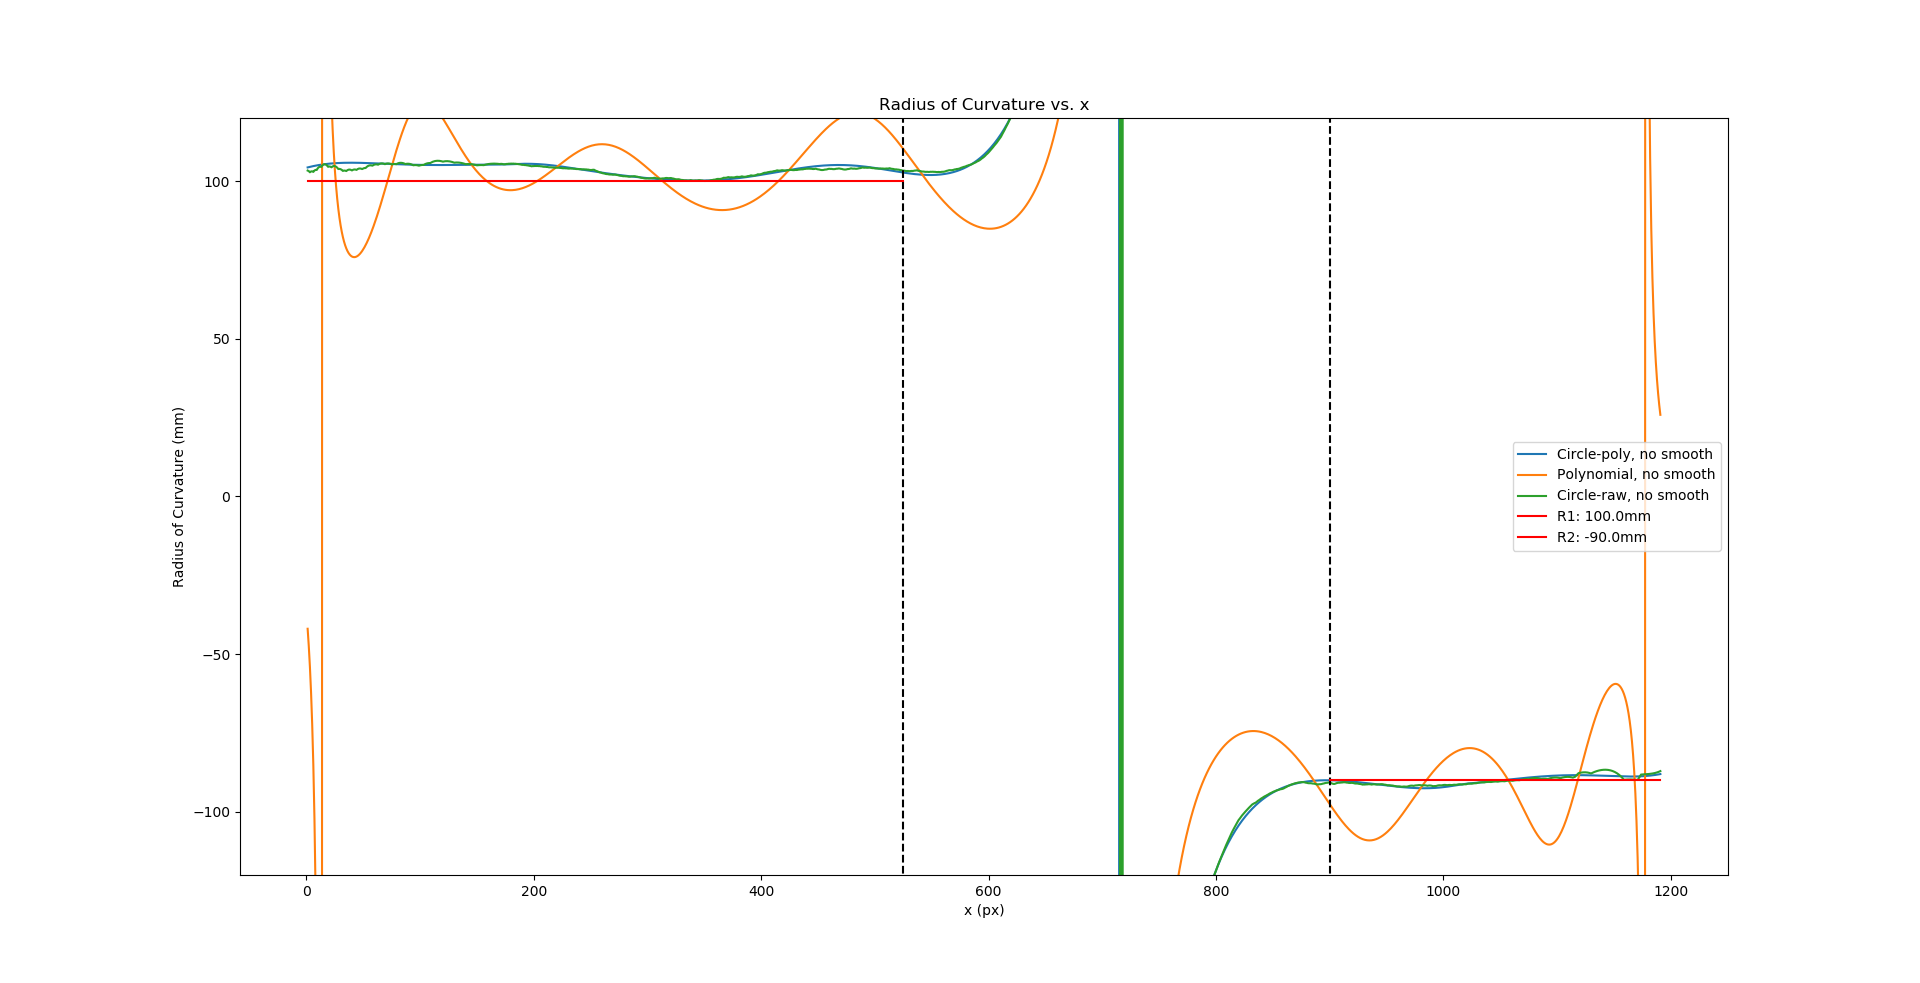 Radius of Curvature vs. x
Radius of Curvature (mm)
100
50
0
−50
−100
Circle-poly, no smooth
Polynomial, no smooth
Circle-raw, no smooth
R1: 100.0mm
R2: -90.0mm
0
200
400
600
800
1000
1200
x (px)